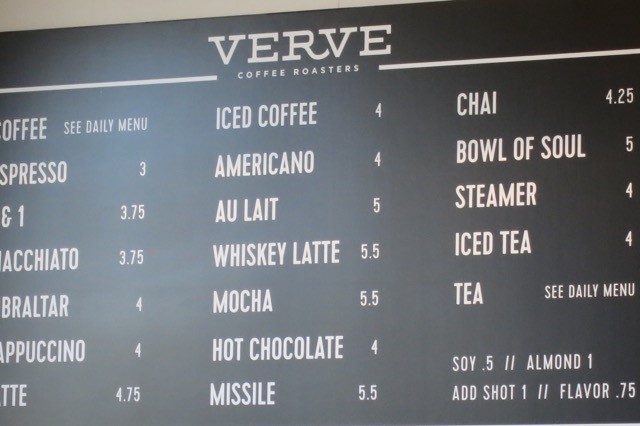 VERVE
COFFEE ROASTERS
OFFEE SEE DAILY MENU
SPRESSO 3
& 1 3.75
ACCHIATO 3.75
BRALTAR 4
APPUCCINO 4
TTE 4.75
ICED COFFEE 4
AMERICANO 4
AU LAIT 5
WHISKEY LATTE 5.5
MOCHA 5.5
HOT CHOCOLATE 4
MISSILE 5.5
CHAI 4.25
BOWL OF SOUL 5
STEAMER 4
ICED TEA 4
TEA SEE DAILY MENU
SOY .5 // ALMOND 1
ADD SHOT 1 // FLAVOR .75